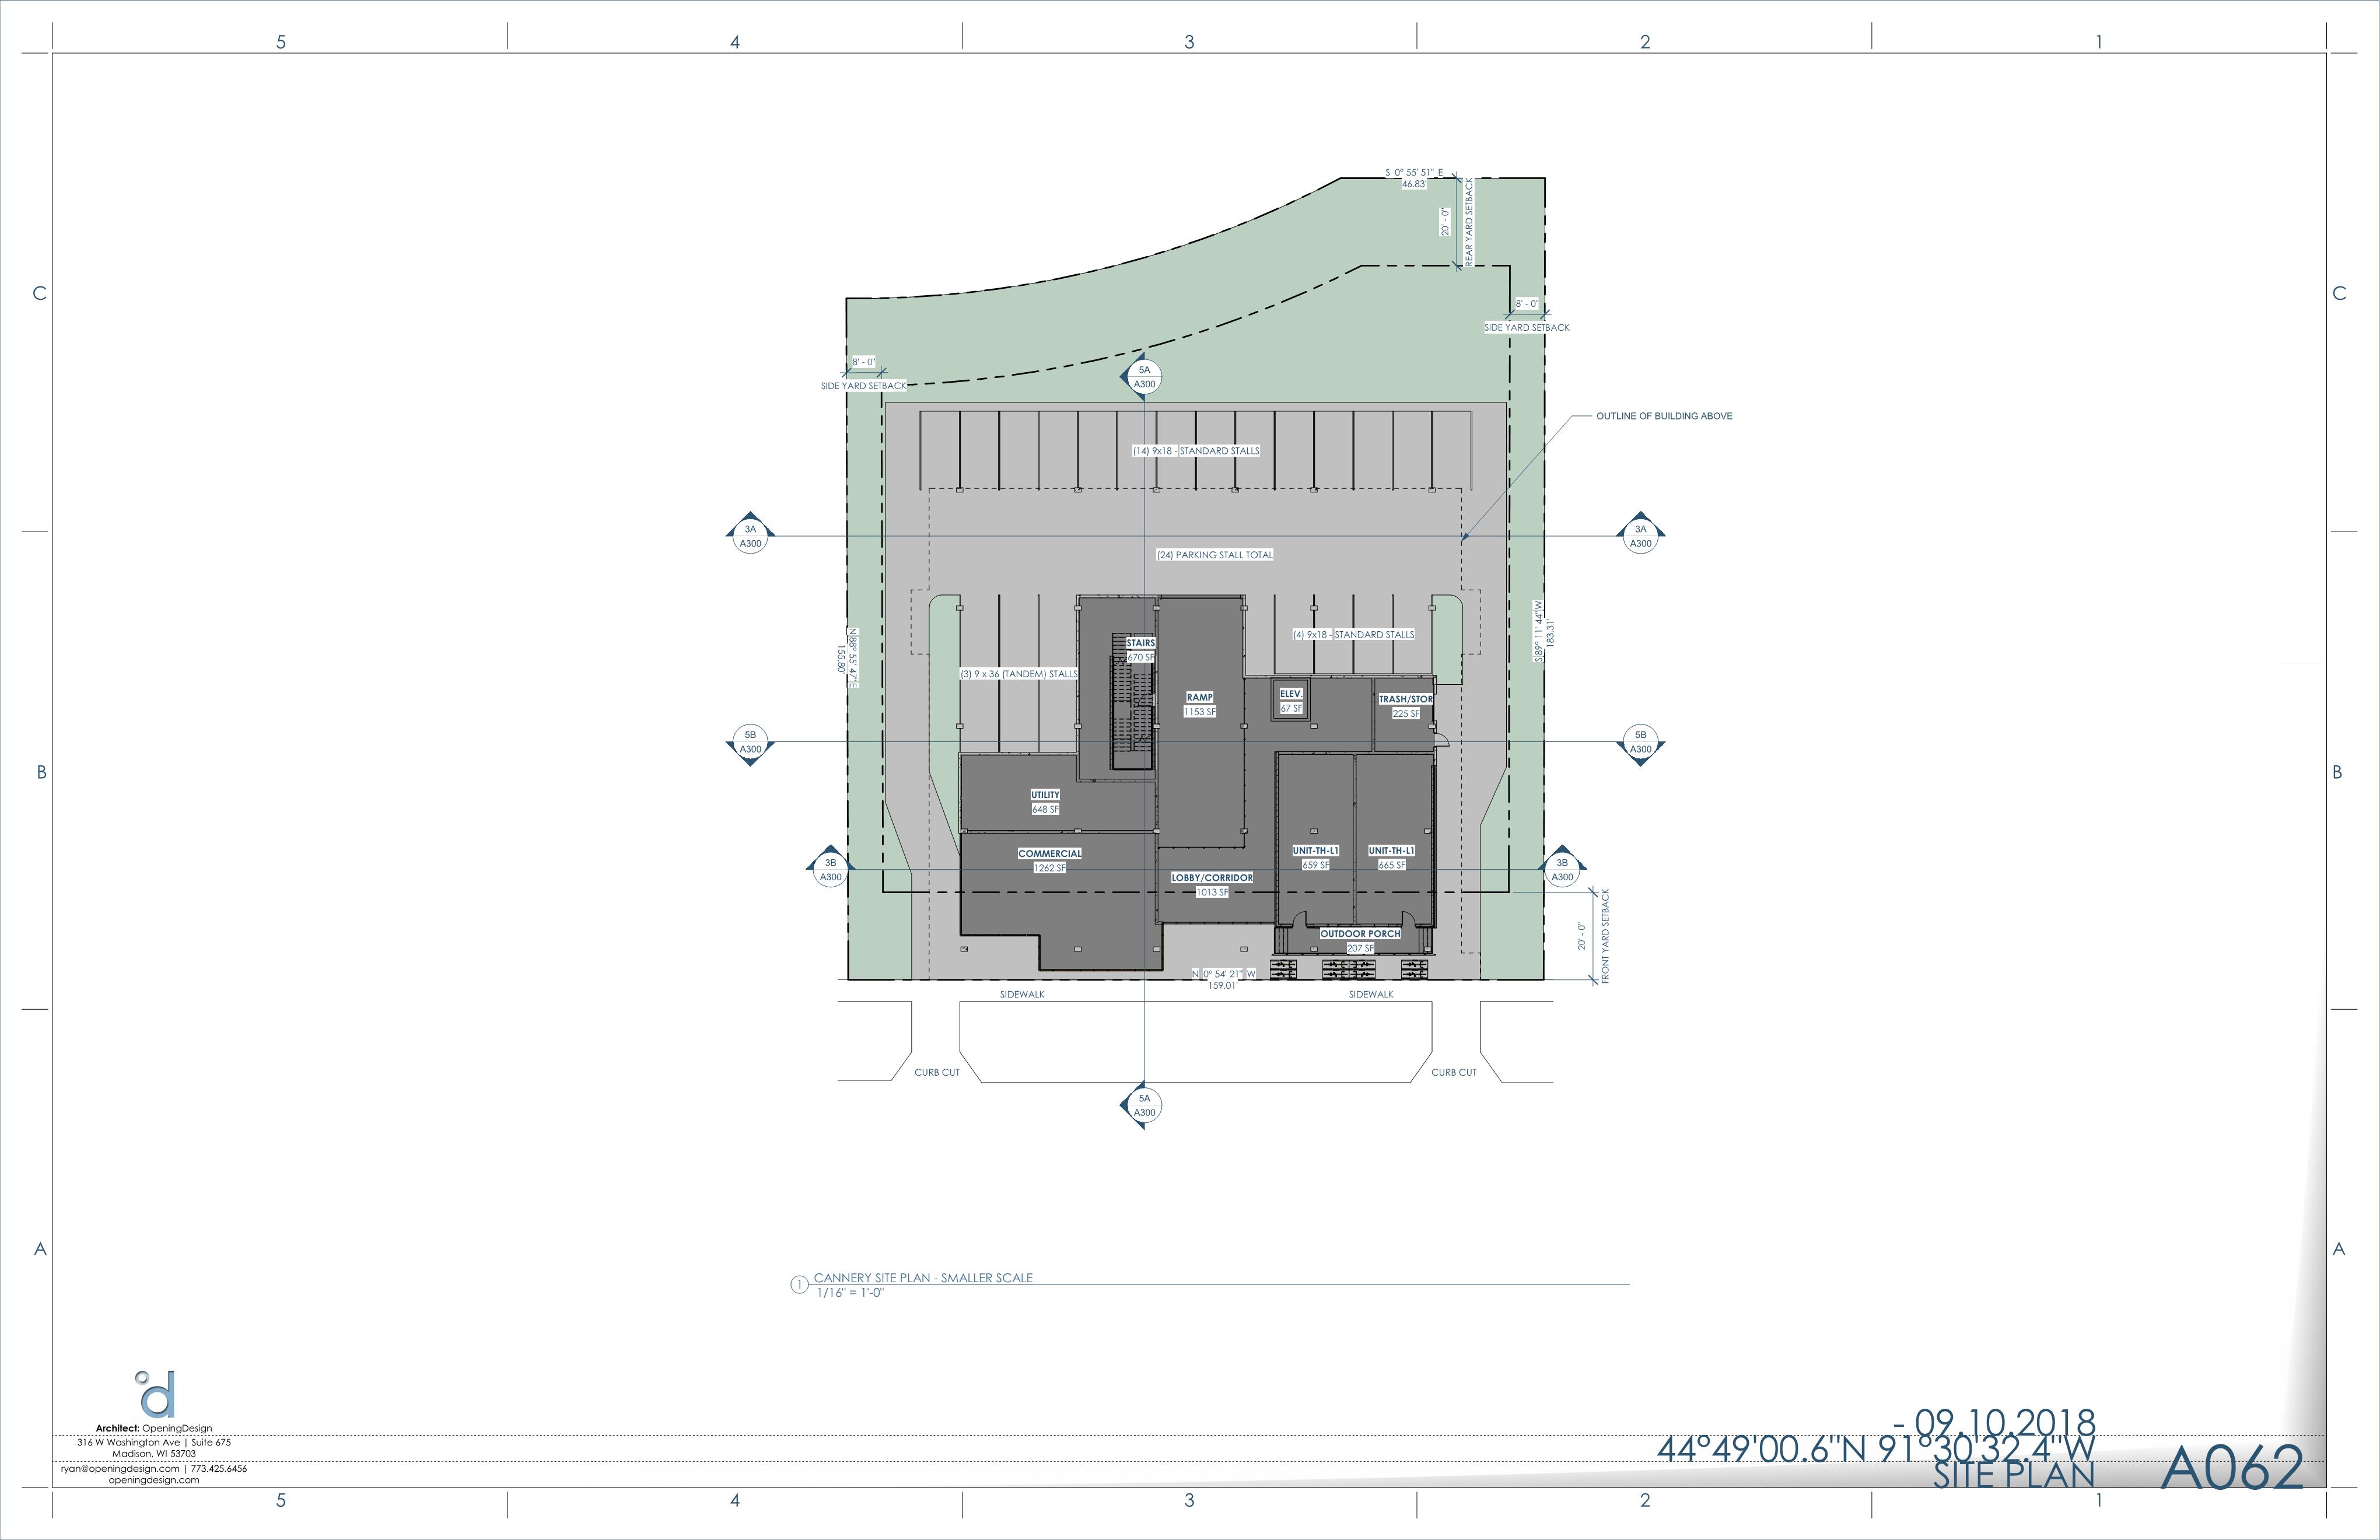 5
4
3
2
1
C
C
B
B
A
A
S 0° 55' 51" E
46.83'
20' - 0"
REAR YARD SETBACK
8' - 0"
SIDE YARD SETBACK
8' - 0"
SIDE YARD SETBACK
5A
A300
OUTLINE OF BUILDING ABOVE
(14) 9x18 - STANDARD STALLS
3A
A300
3A
A300
(24) PARKING STALL TOTAL
N 88° 55' 47" E
155.80'
S 89° 11' 44" W
183.31'
(4) 9x18 - STANDARD STALLS
STAIRS
670 SF
(3) 9 x 36 (TANDEM) STALLS
RAMP
1153 SF
ELEV.
67 SF
TRASH/STOR
225 SF
5B
A300
5B
A300
UTILITY
648 SF
COMMERCIAL
1262 SF
UNIT-TH-L1
659 SF
UNIT-TH-L1
665 SF
3B
A300
3B
A300
LOBBY/CORRIDOR
1013 SF
OUTDOOR PORCH
207 SF
20' - 0"
FRONT YARD SETBACK
N 0° 54' 21" W
159.01'
SIDEWALK
SIDEWALK
CURB CUT
CURB CUT
5A
A300
1
CANNERY SITE PLAN - SMALLER SCALE
1/16" = 1'-0"
d
Architect: OpeningDesign
316 W Washington Ave | Suite 675
Madison, WI 53703
ryan@openingdesign.com | 773.425.6456
openingdesign.com
- 09.10.2018
44°49'00.6"N 91°30'32.4"W
SITE PLAN
A062
5
4
3
2
1